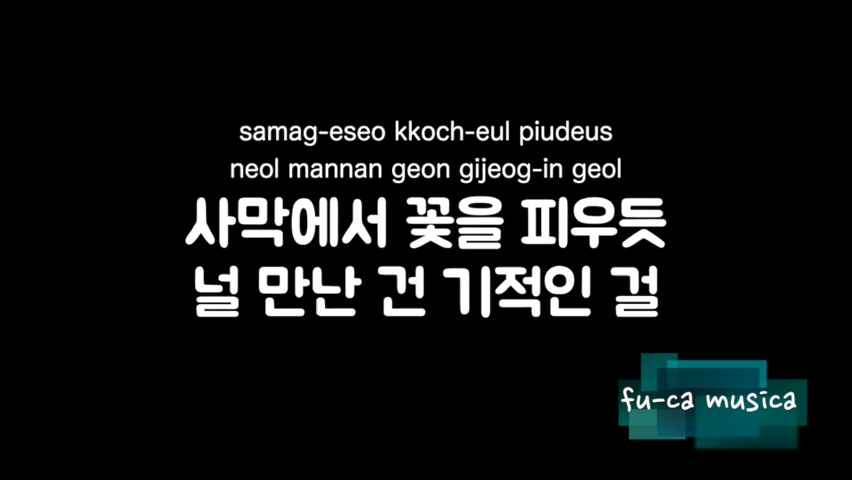 samag-eseo kkoch-eul piudeus
neol mannan geon gijeog-in geol
사막에서 꽃을 피우듯
널 만난 건 기적인 걸
fu-ca musica